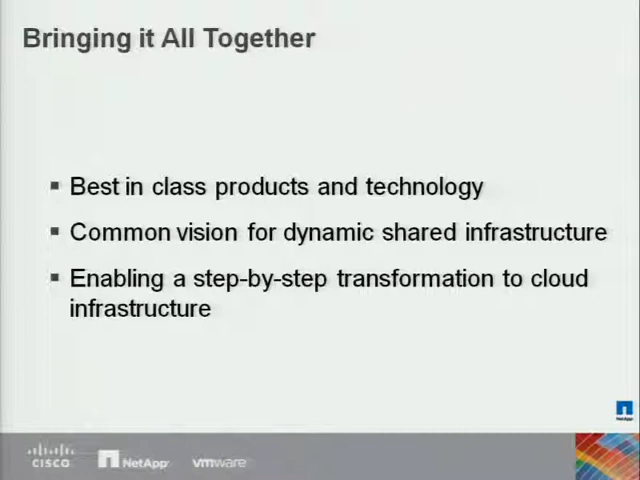 Bringing it All Together
Best in class products and technology
Common vision for dynamic shared infrastructure
Enabling a step-by-step transformation to cloud
infrastructure
NetApp
CISCO
NetApp
vmware